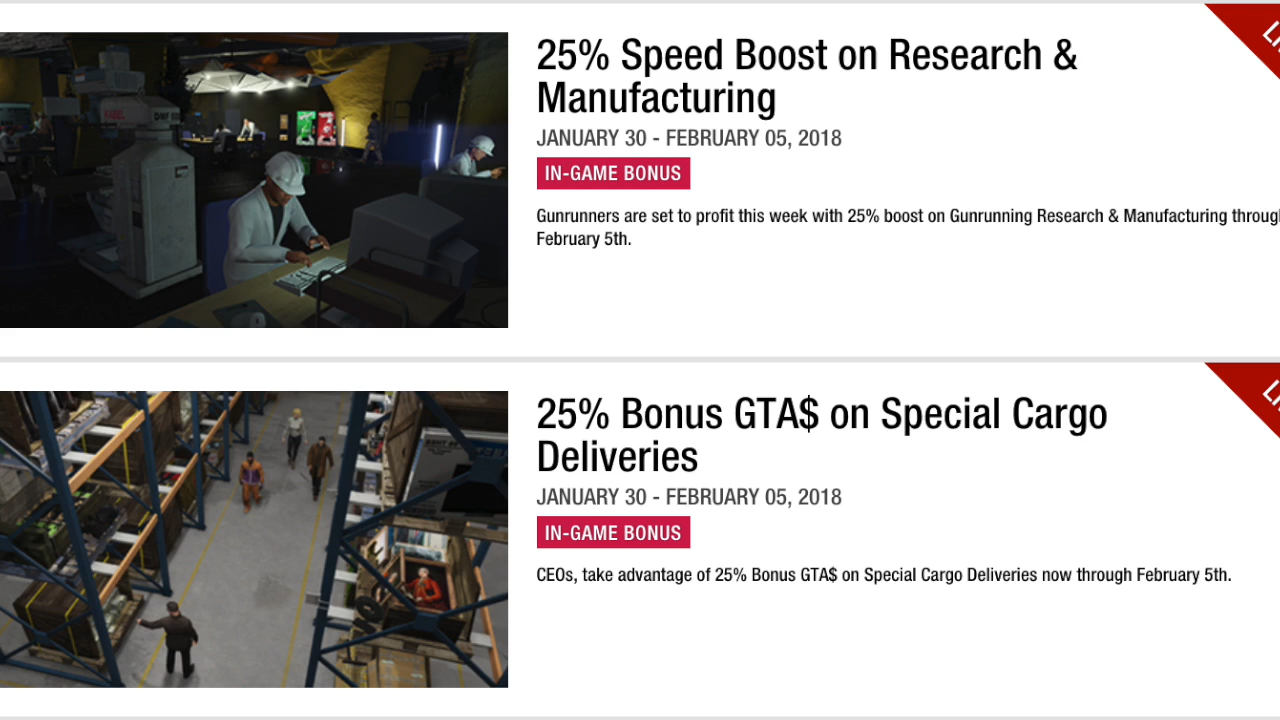 25% Speed Boost on Research &
Manufacturing
JANUARY 30 - FEBRUARY 05, 2018
IN-GAME BONUS
Gunrunners are set to profit this week with 25% boost on Gunrunning Research & Manufacturing through
February 5th.
25% Bonus GTA$ on Special Cargo
Deliveries
JANUARY 30 - FEBRUARY 05, 2018
IN-GAME BONUS
CEOs, take advantage of 25% Bonus GTA$ on Special Cargo Deliveries now through February 5th.